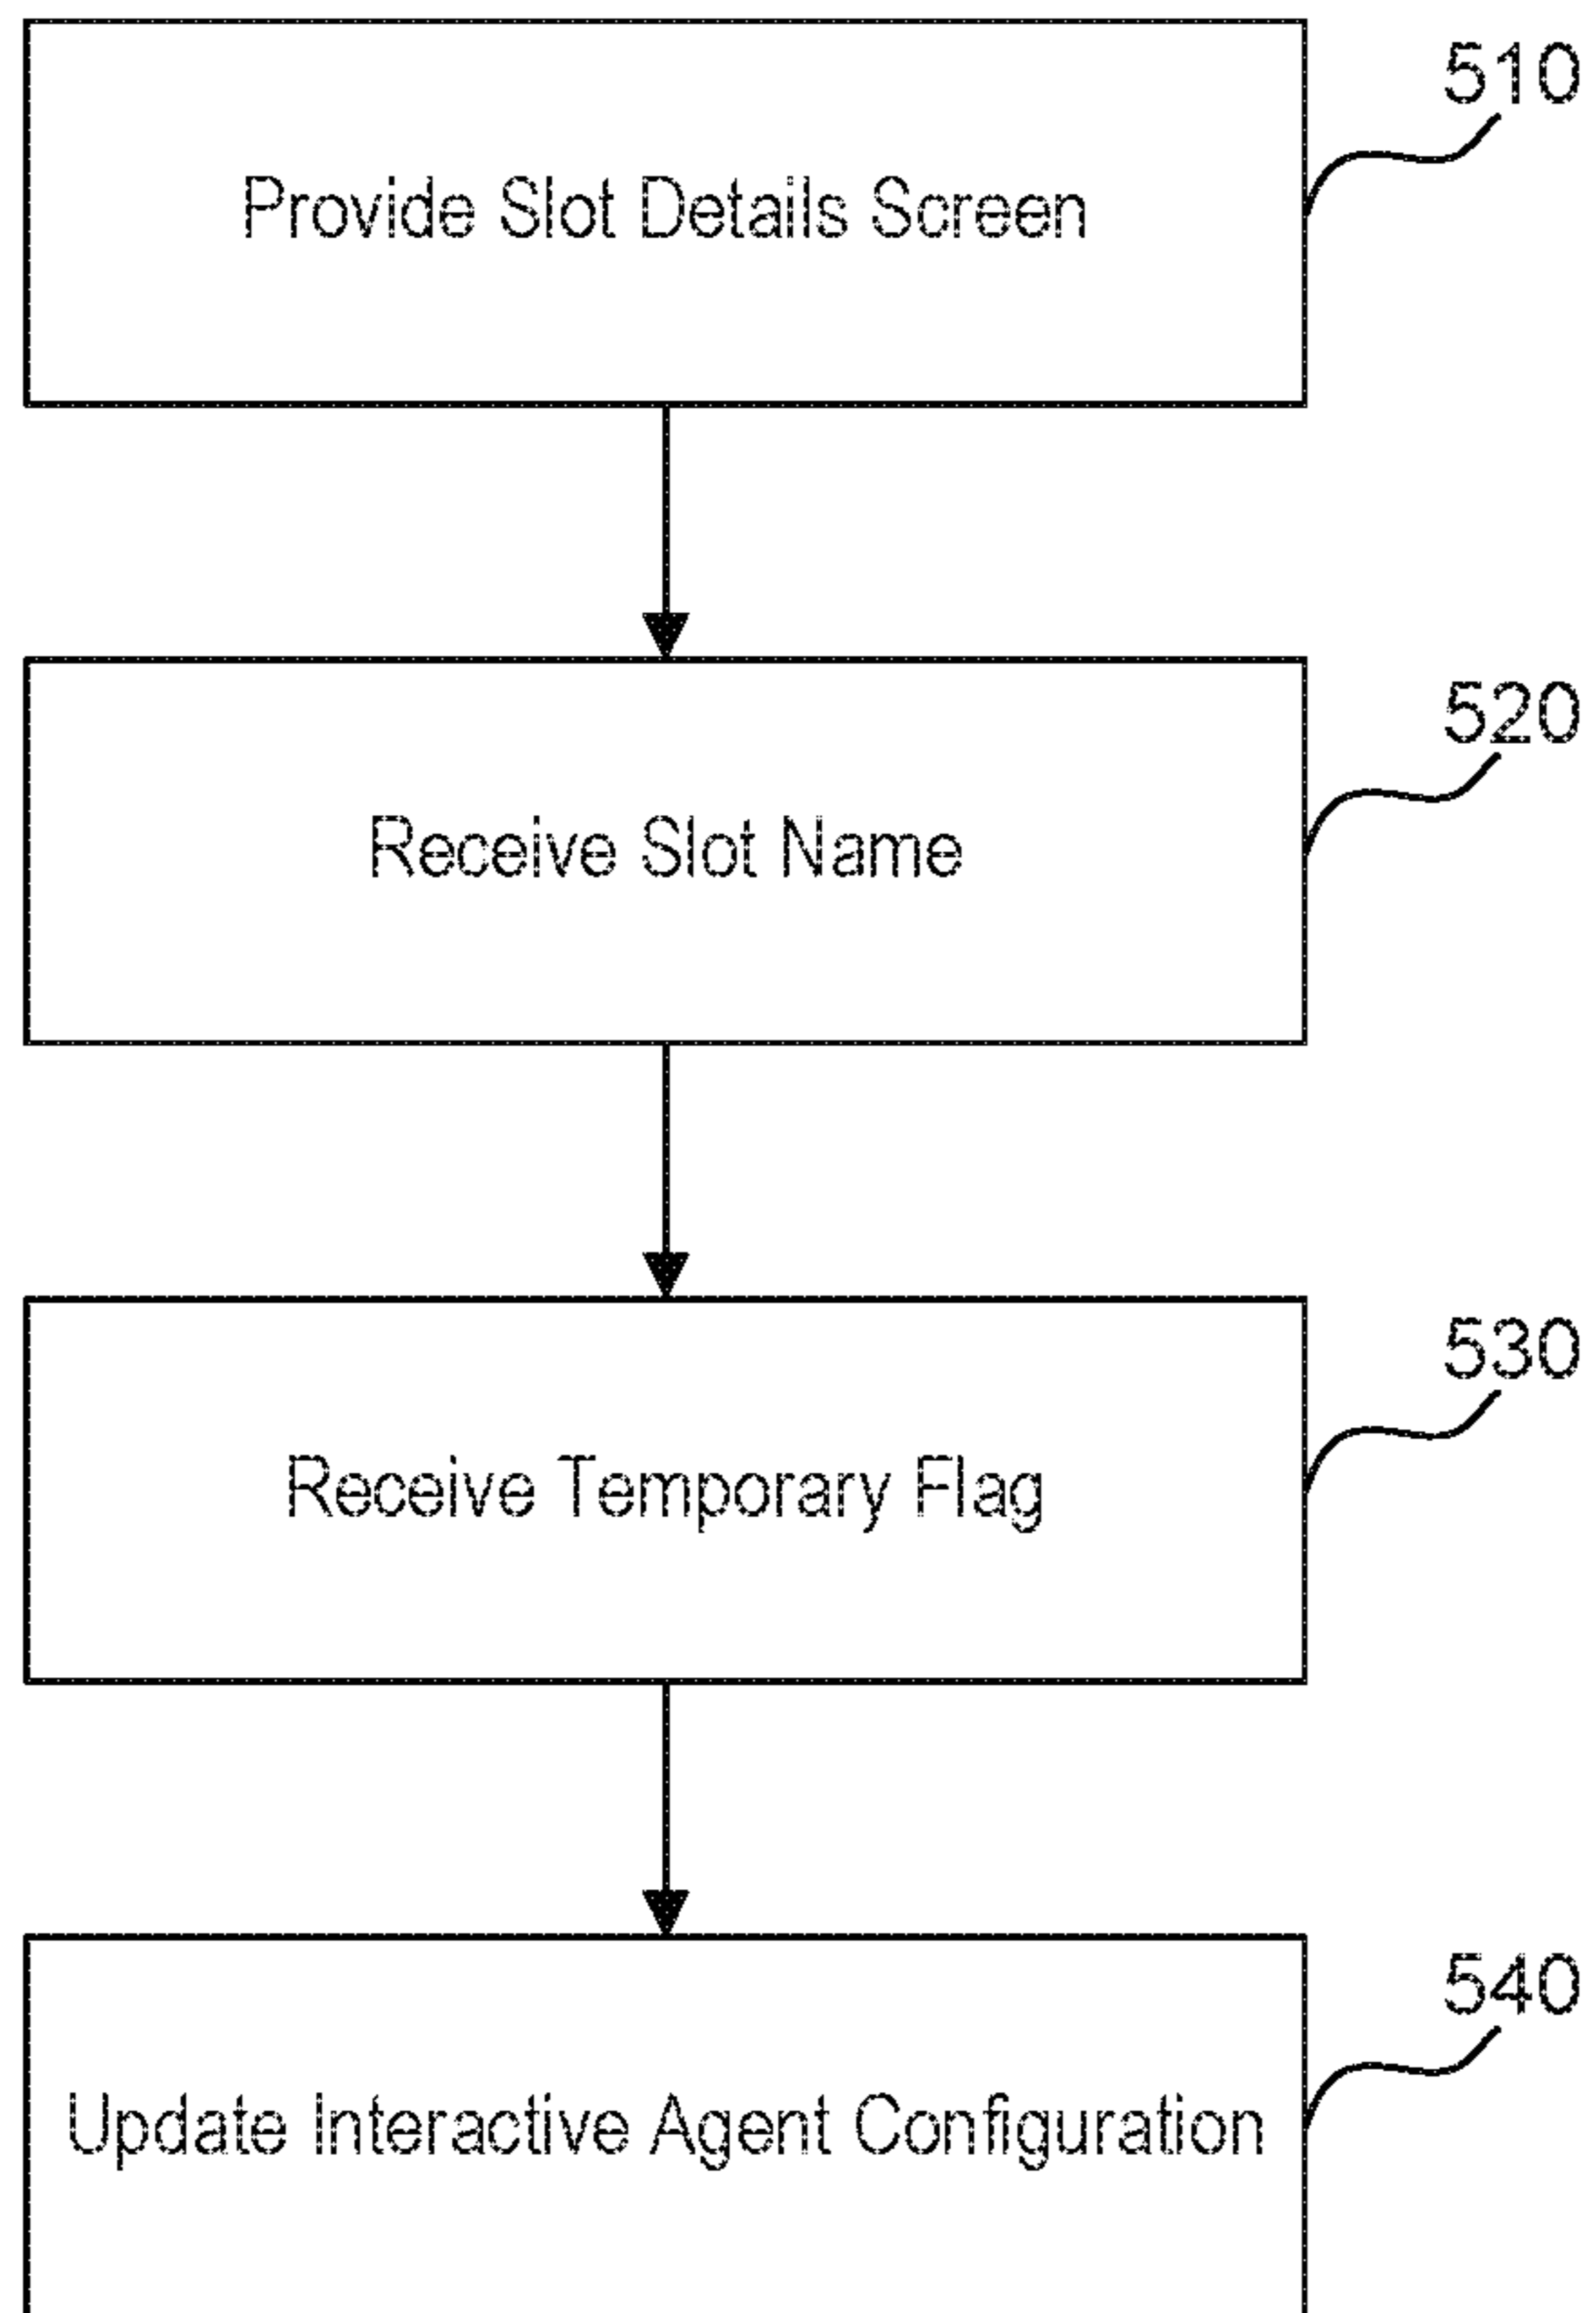 510
Provide Slot Details Screen
520
Receive Slot Name
530
Receive Temporary Flag
540
Update Interactive Agent Configuration